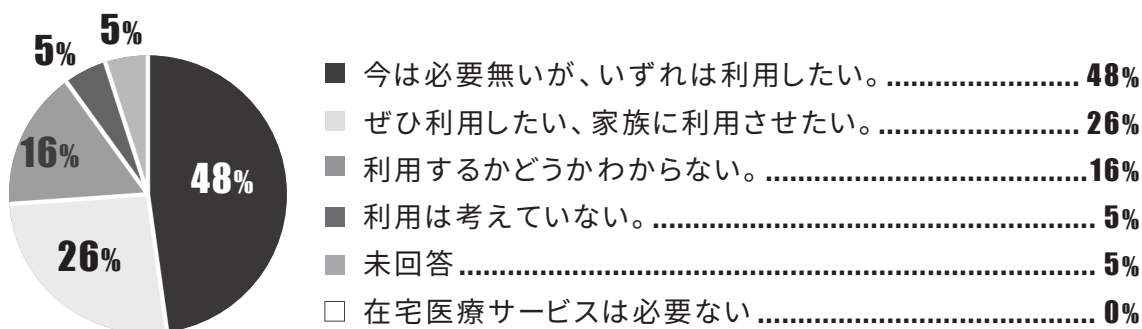 5%
5%
16%
48%
26%
■ 今は必要無いが、いずれは利用したい。........................ 48%
■ ぜひ利用したい、家族に利用させたい。......................... 26%
■ 利用するかどうかわからない。........................................16%
■ 利用は考えていない。....................................................... 5%
■ 未回答................................................................................ 5%
□ 在宅医療サービスは必要ない .......................................... 0%